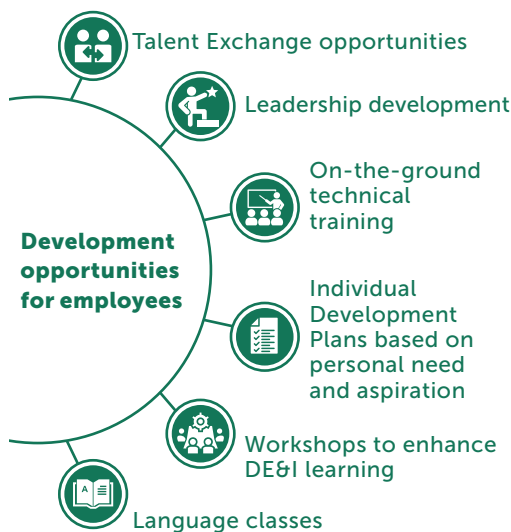 Talent Exchange opportunities
Leadership development
On-the-ground
technical
training
Development
opportunities
for employees
Individual
Development
Plans based on
personal need
and aspiration
Workshops to enhance
DE&I learning
A
Language classes